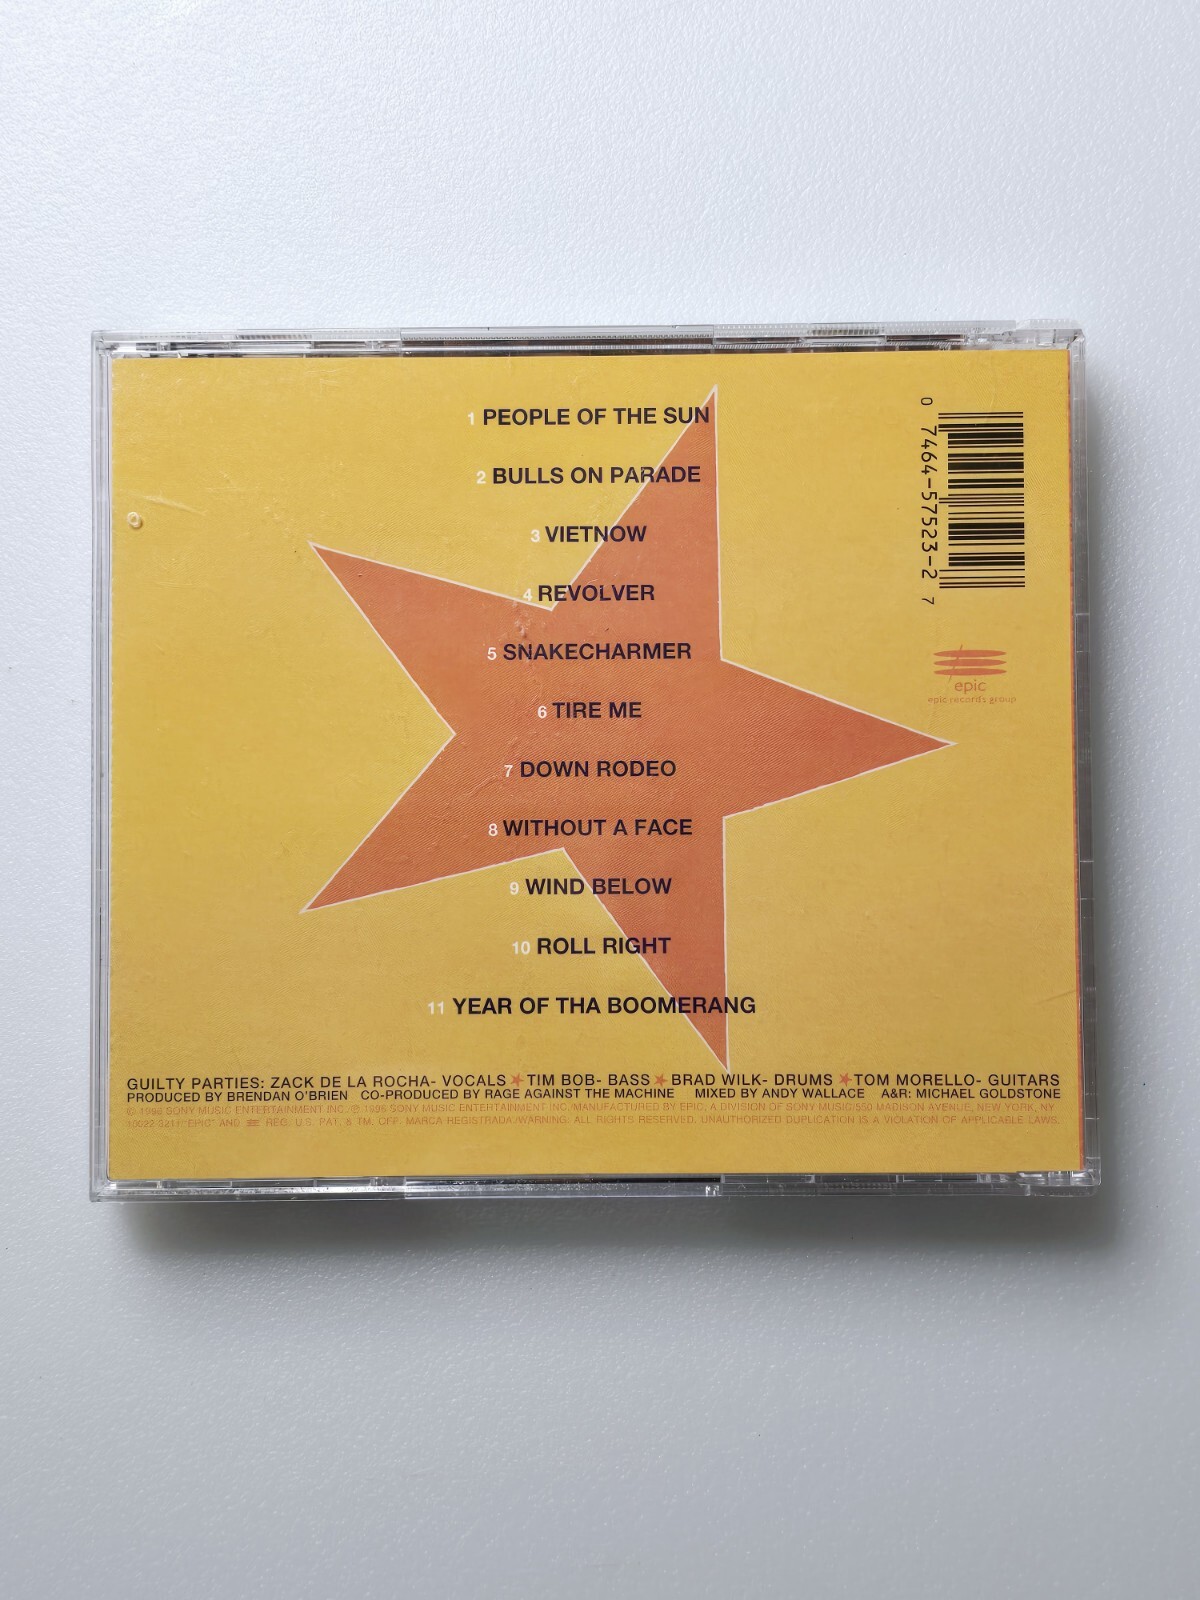 1 PEOPLE OF THE SUN
2 BULLS ON PARADE
3 VIETNOW
4 REVOLVER
5 SNAKECHARMER
6 TIRE ME
7 DOWN RODEO
8 WITHOUT A FACE
9 WIND BELOW
10 ROLL RIGHT
11 YEAR OF THA BOOMERANG
0 7464-57523-2 7
epic
epic records group
GUILTY PARTIES: ZACK DE LA ROCHA- VOCALS ★ TIM BOB- BASS ★ BRAD WILK- DRUMS ★ TOM MORELLO- GUITARS
PRODUCED BY BRENDAN O'BRIEN CO-PRODUCED BY RAGE AGAINST THE MACHINE MIXED BY ANDY WALLACE A&R: MICHAEL GOLDSTONE
© 1996 SONY MUSIC ENTERTAINMENT INC. ℗ 1996 SONY MUSIC ENTERTAINMENT INC./MANUFACTURED BY EPIC, A DIVISION OF SONY MUSIC/550 MADISON AVENUE, NEW YORK, NY
10022-3211/"EPIC" AND REG. U.S. PAT. & TM. OFF. MARCA REGISTRADA./WARNING: ALL RIGHTS RESERVED. UNAUTHORIZED DUPLICATION IS A VIOLATION OF APPLICABLE LAWS.